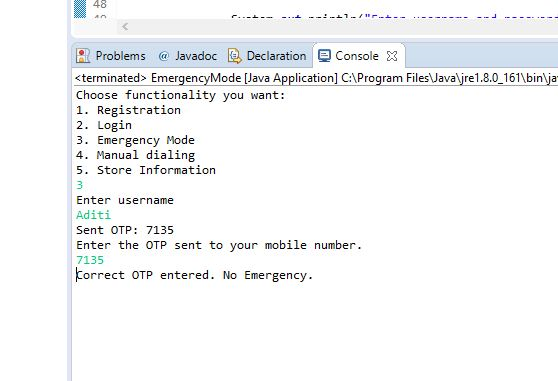 48
Problems @ Javadoc Declaration Console
<terminated> EmergencyMode [Java Application] C:\Program Files\Java\jre1.8.0_161\bin\ja
Choose functionality you want:
1. Registration
2. Login
3. Emergency Mode
4. Manual dialing
5. Store Information
3
Enter username
Aditi
Sent OTP: 7135
Enter the OTP sent to your mobile number.
7135
Correct OTP entered. No Emergency.